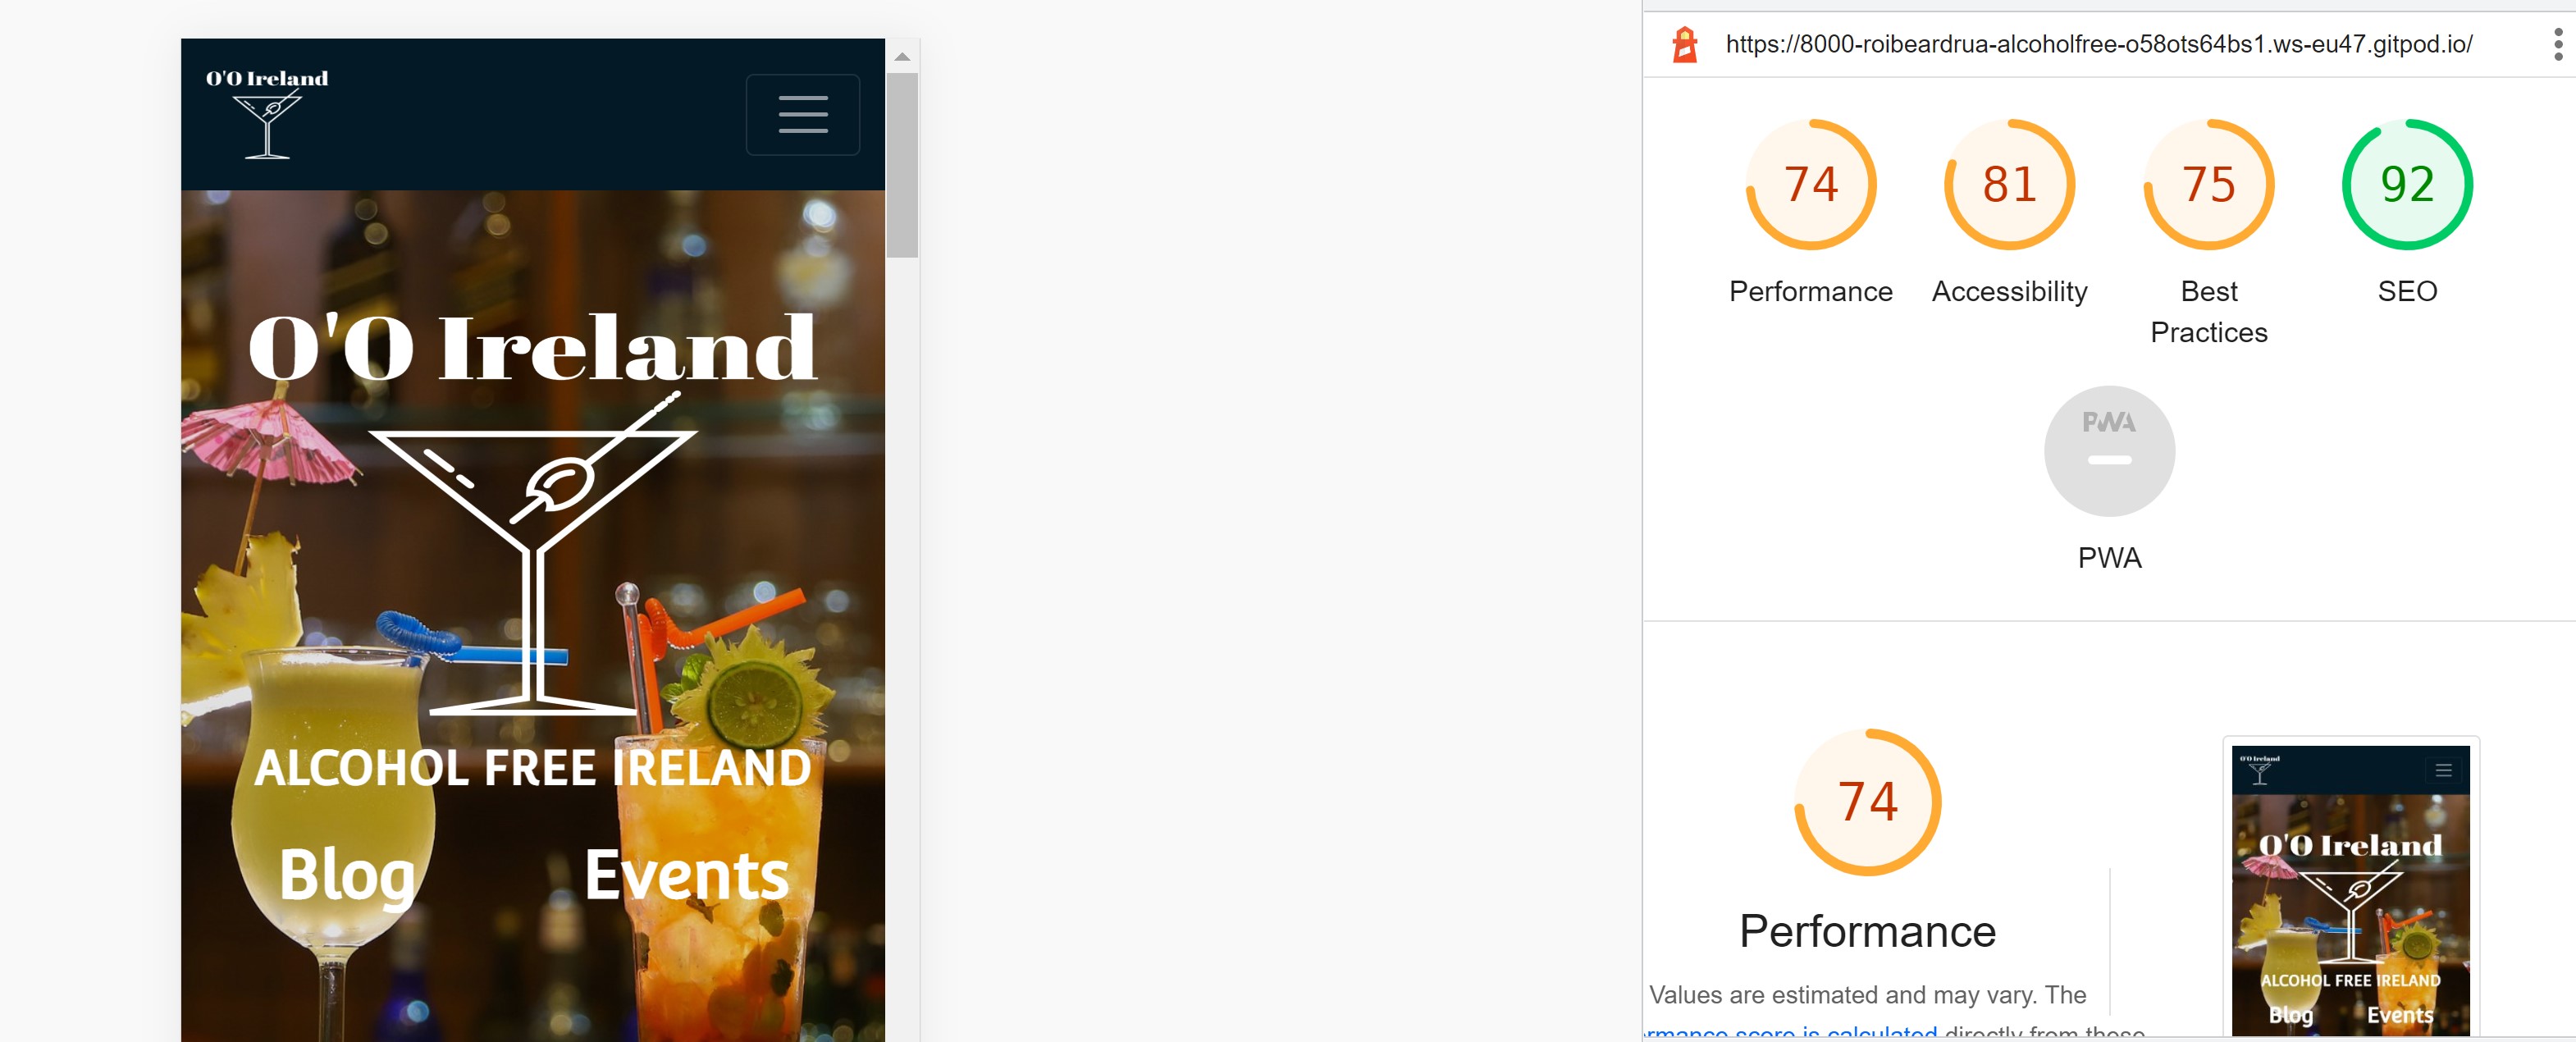 O'O Ireland
O'O Ireland
ALCOHOL FREE IRELAND
Blog
Events
https://8000-roibeardrua-alcoholfree-o58ots64bs1.ws-eu47.gitpod.io/
74
81
75
92
Performance
Accessibility
Best
Practices
SEO
PWA
PWA
74
Performance
Values are estimated and may vary. The
score is calculated directly from these
O'O Ireland
O'O Ireland
ALCOHOL FREE IRELAND
Blog
Events